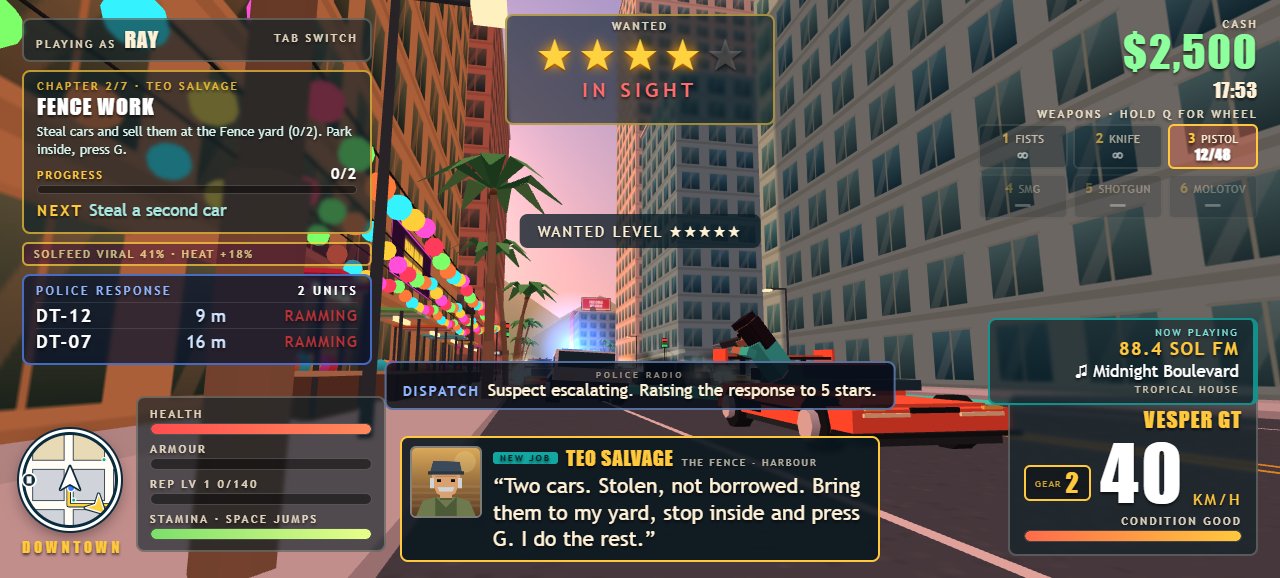 PLAYING AS RAY
TAB SWITCH
CHAPTER 2/7 · TEO SALVAGE
FENCE WORK
Steal cars and sell them at the Fence yard (0/2). Park
inside, press G.
PROGRESS 0/2
NEXT Steal a second car
SOLFEED VIRAL 41% · HEAT +18%
POLICE RESPONSE 2 UNITS
DT-12 9 m RAMMING
DT-07 16 m RAMMING
HEALTH
ARMOUR
REP LV 1 0/140
STAMINA · SPACE JUMPS
DOWNTOWN
WANTED
★★★★★
IN SIGHT
WANTED LEVEL ★★★★★
POLICE RADIO
DISPATCH Suspect escalating. Raising the response to 5 stars.
NEW JOB TEO SALVAGE THE FENCE · HARBOUR
“Two cars. Stolen, not borrowed. Bring
them to my yard, stop inside and press
G. I do the rest.”
CASH
$2,500
17:53
WEAPONS · HOLD Q FOR WHEEL
1 FISTS
∞
2 KNIFE
∞
3 PISTOL
12/48
4 SMG
—
5 SHOTGUN
—
6 MOLOTOV
—
NOW PLAYING
88.4 SOL FM
♫ Midnight Boulevard
TROPICAL HOUSE
VESPER GT
GEAR 2
40 KM/H
CONDITION GOOD